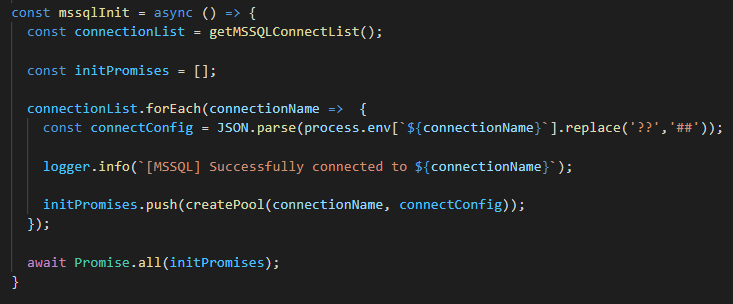 const mssqlInit = async () => {
  const connectionList = getMSSQLConnectList();

  const initPromises = [];

  connectionList.forEach(connectionName =>  {
    const connectConfig = JSON.parse(process.env[`${connectionName}`].replace('??','##'));

    logger.info(`[MSSQL] Successfully connected to ${connectionName}`);

    initPromises.push(createPool(connectionName, connectConfig));
  });

  await Promise.all(initPromises);
}